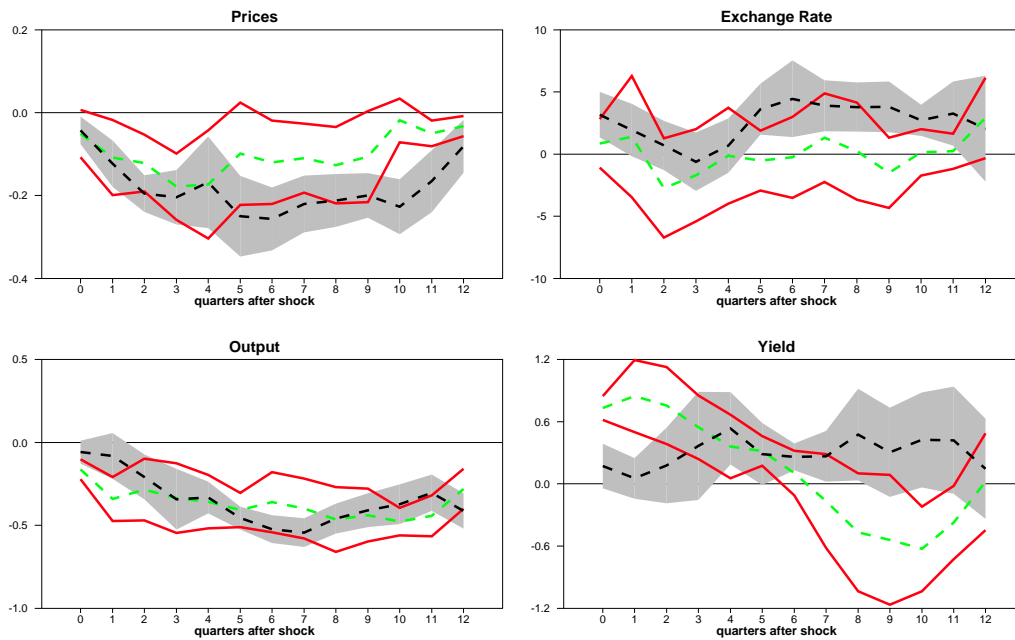 Prices
0.2
0.0
-0.2
-0.4
0 1 2 3 4 5 6 7 8 9 10 11 12
quarters after shock
Exchange Rate
10
5
0
-5
-10
0 1 2 3 4 5 6 7 8 9 10 11 12
quarters after shock
Output
0.5
0.0
-0.5
-1.0
0 1 2 3 4 5 6 7 8 9 10 11 12
quarters after shock
Yield
1.2
0.6
0.0
-0.6
-1.2
0 1 2 3 4 5 6 7 8 9 10 11 12
quarters after shock